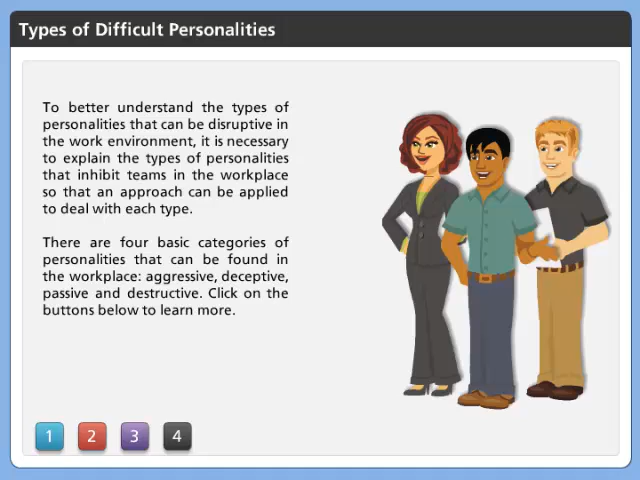 Types of Difficult Personalities
To better understand the types of
personalities that can be disruptive in
the work environment, it is necessary
to explain the types of personalities
that inhibit teams in the workplace
so that an approach can be applied
to deal with each type.
There are four basic categories of
personalities that can be found in
the workplace: aggressive, deceptive,
passive and destructive. Click on the
buttons below to learn more.
1 2 3 4